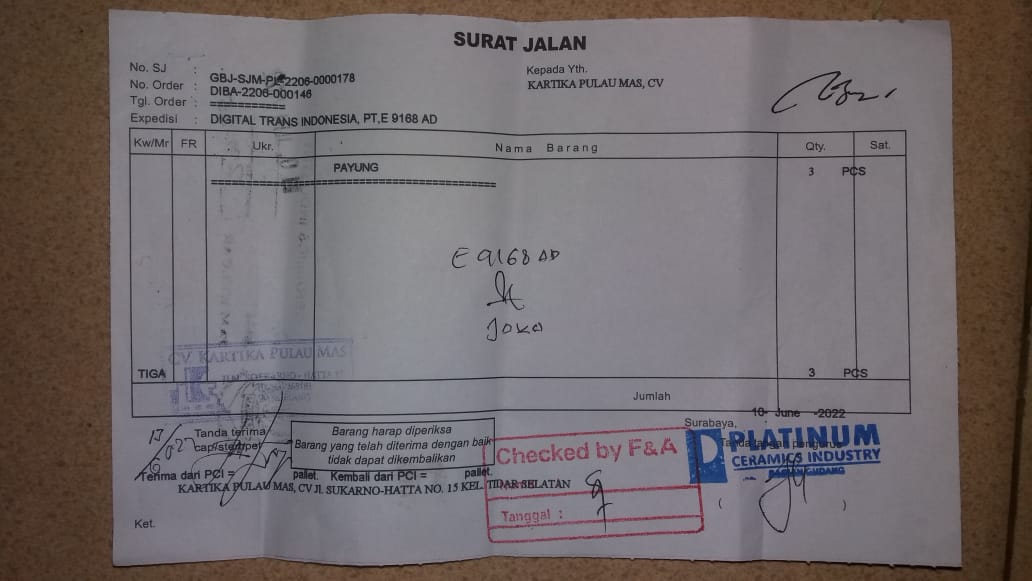 SURAT JALAN
No. SJ : GBJ-SJM-PL-2206-0000178
No. Order : DIBA-2206-000146
Tgl. Order : ===========
Expedisi : DIGITAL TRANS INDONESIA, PT,E 9168 AD
Kepada Yth.
KARTIKA PULAU MAS, CV
Kw/Mr FR Ukr. Nama Barang Qty. Sat.
PAYUNG 3 PCS
E 9168 AD
JOKO
CV. KARTIKA PULAU MAS
TIGA 3 PCS
Jumlah
10- June -2022
Surabaya,
Tanda terima
cap/stempel
Barang harap diperiksa
Barang yang telah diterima dengan baik
tidak dapat dikembalikan
Checked by F&A
Tanggal :
PLATINUM
CERAMICS INDUSTRY
BAGIAN GUDANG
Terima dari PCI = pallet. Kembali dari PCI = pallet.
KARTIKA PULAU MAS, CV Jl. SUKARNO-HATTA NO. 15 KEL. TIDAR SELATAN
( )
Ket.